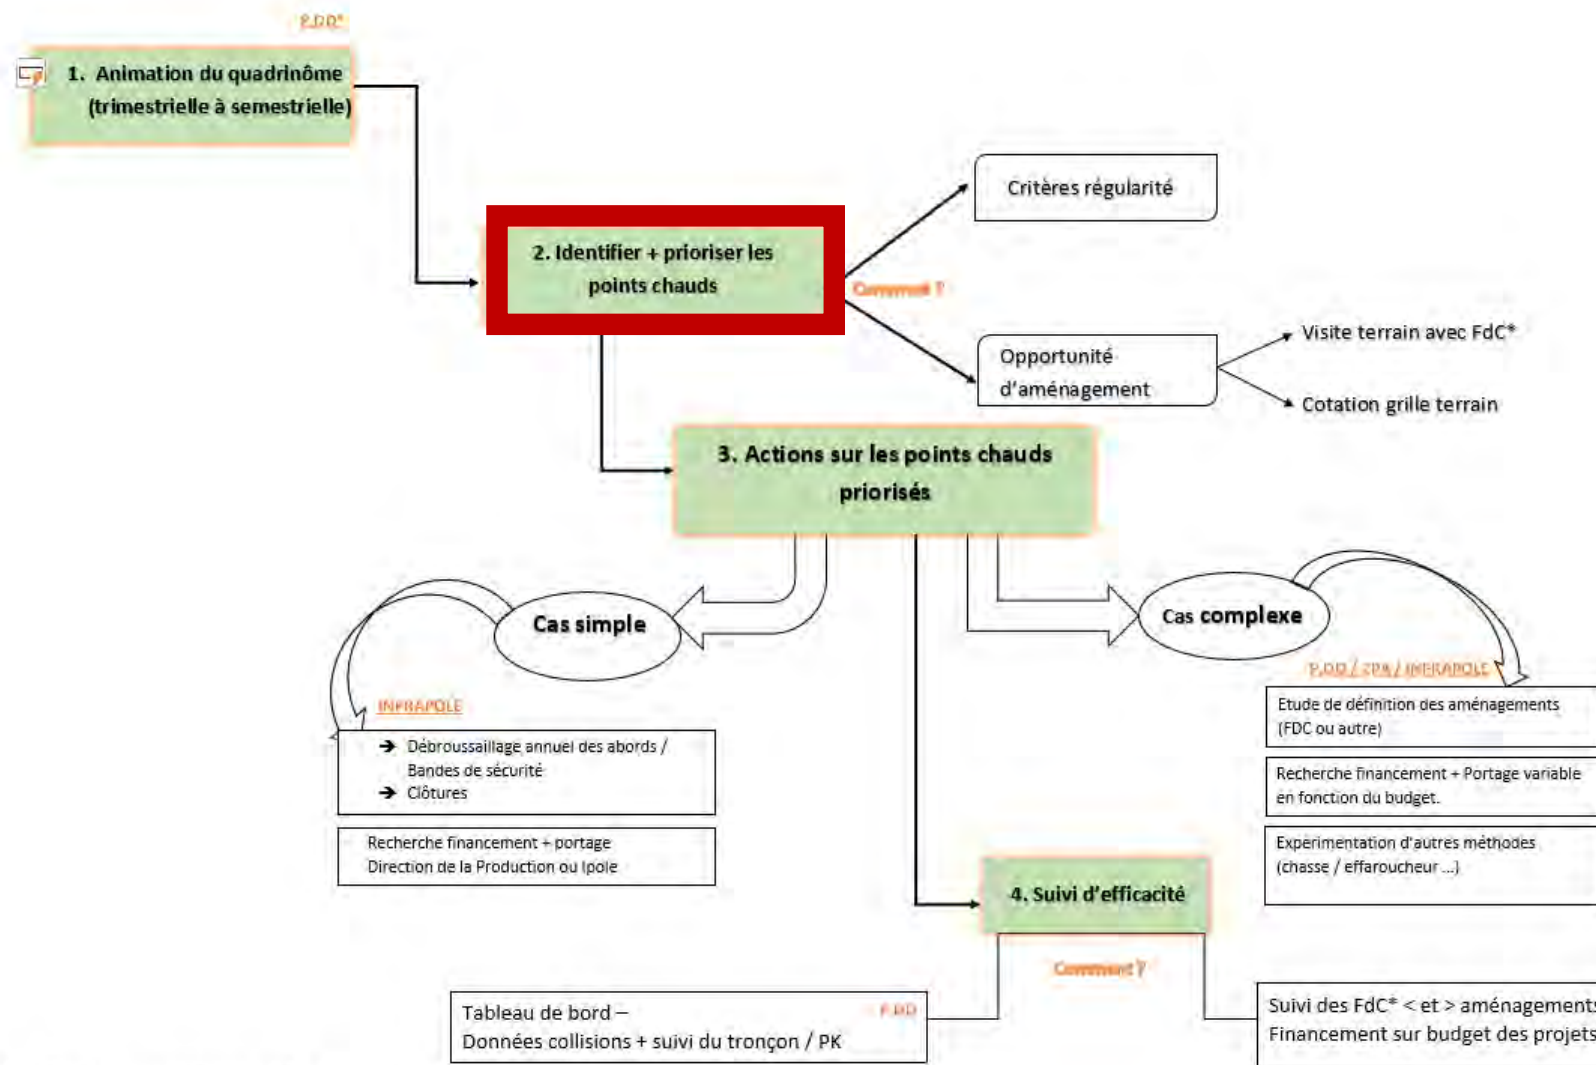 P.DD*
1. Animation du quadrinôme
(trimestrielle à semestrielle)
Critères régularité
2. Identifier + prioriser les
points chauds
Comment ?
Opportunité
d'aménagement
Visite terrain avec FdC*
Cotation grille terrain
3. Actions sur les points chauds
priorisés
Cas simple
Cas complexe
INFRAPOLE
→ Débroussaillage annuel des abords /
Bandes de sécurité
→ Clôtures
Recherche financement + portage
Direction de la Production ou Ipole
P.DD / ZPA / INFRAPOLE
Etude de définition des aménagements
(FDC ou autre)
Recherche financement + Portage variable
en fonction du budget.
Expérimentation d'autres méthodes
(chasse / effaroucheur ...)
4. Suivi d'efficacité
Comment ?
Tableau de bord –
P.DD
Données collisions + suivi du tronçon / PK
Suivi des FdC* < et > aménagements
Financement sur budget des projets